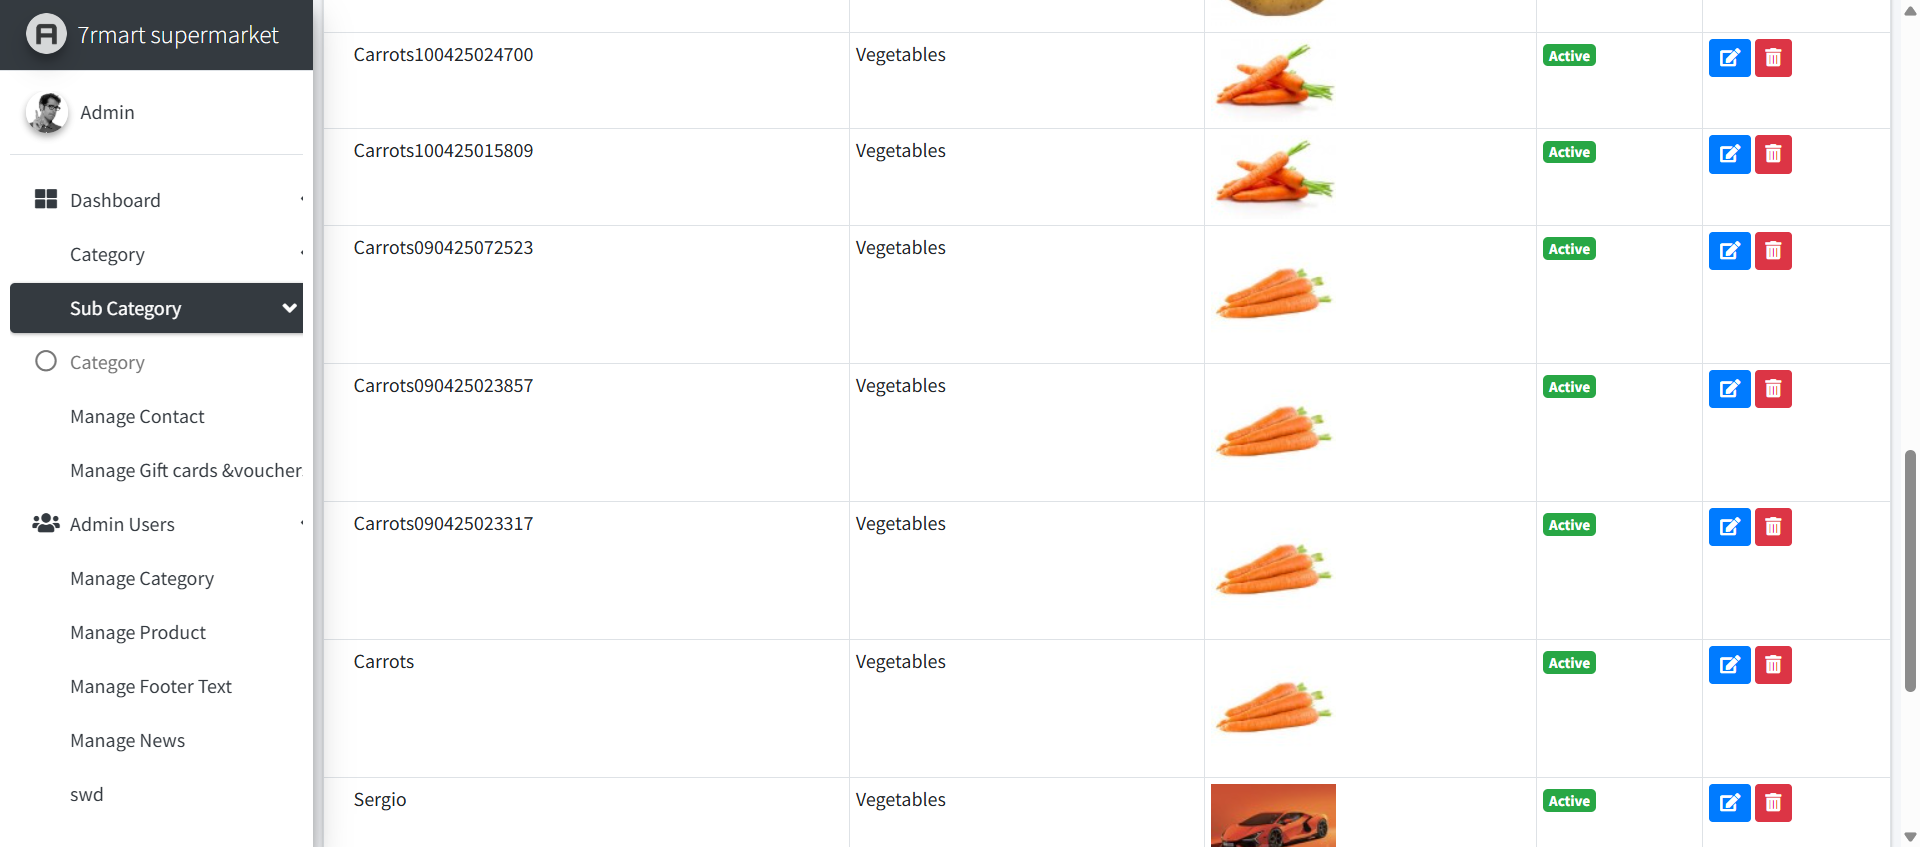 7rmart supermarket
Admin
Dashboard
Category
Sub Category
Category
Manage Contact
Manage Gift cards &voucher
Admin Users
Manage Category
Manage Product
Manage Footer Text
Manage News
swd
Carrots100425024700 Vegetables Active
Carrots100425015809 Vegetables Active
Carrots090425072523 Vegetables Active
Carrots090425023857 Vegetables Active
Carrots090425023317 Vegetables Active
Carrots Vegetables Active
Sergio Vegetables Active